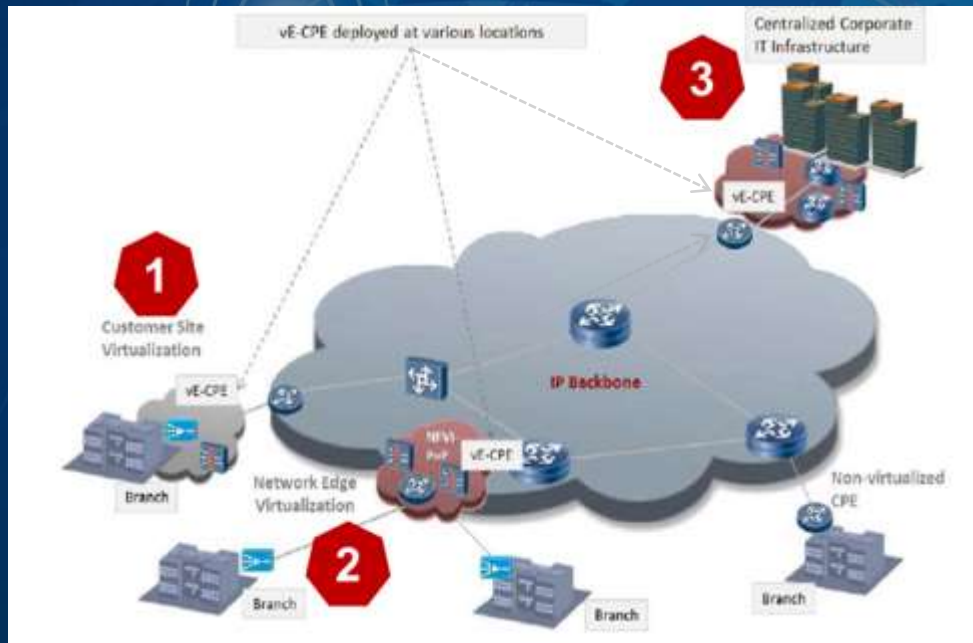 vE-CPE deployed at various locations
Centralized Corporate
IT Infrastructure
3
vE-CPE
1
Customer Site
Virtualization
vE-CPE
IP Backbone
Branch
NFVI
PoP
vE-CPE
Network Edge
Virtualization
Non-virtualized
CPE
2
Branch
Branch
Branch